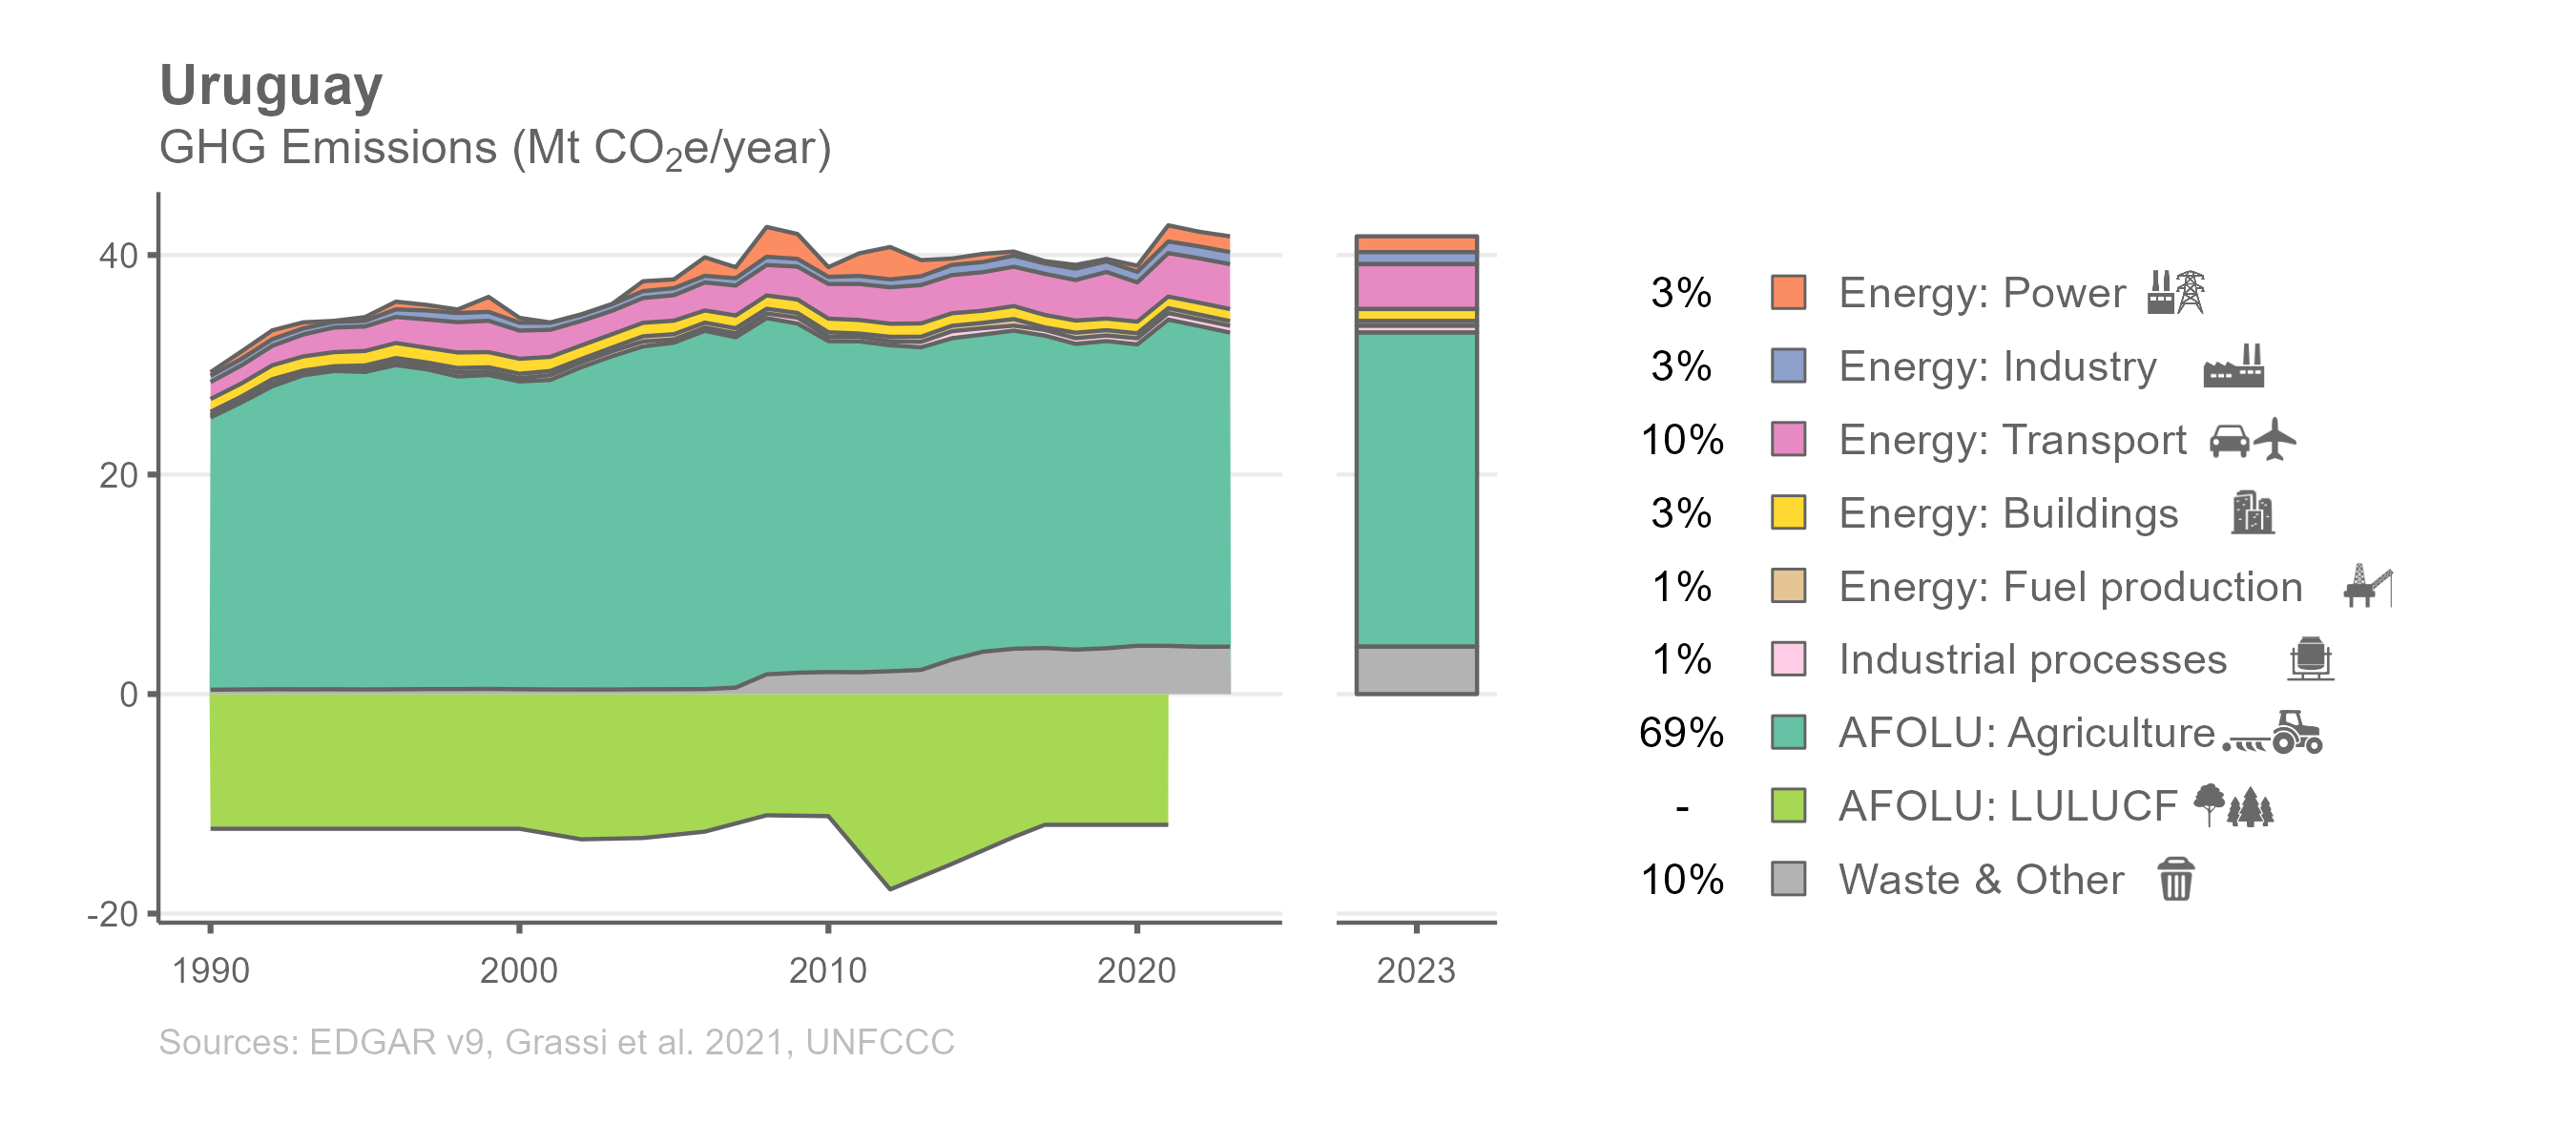 Uruguay
GHG Emissions (Mt CO₂e/year)
40
20
0
-20
1990
2000
2010
2020
2023
3% Energy: Power
3% Energy: Industry
10% Energy: Transport
3% Energy: Buildings
1% Energy: Fuel production
1% Industrial processes
69% AFOLU: Agriculture
- AFOLU: LULUCF
10% Waste & Other
Sources: EDGAR v9, Grassi et al. 2021, UNFCCC